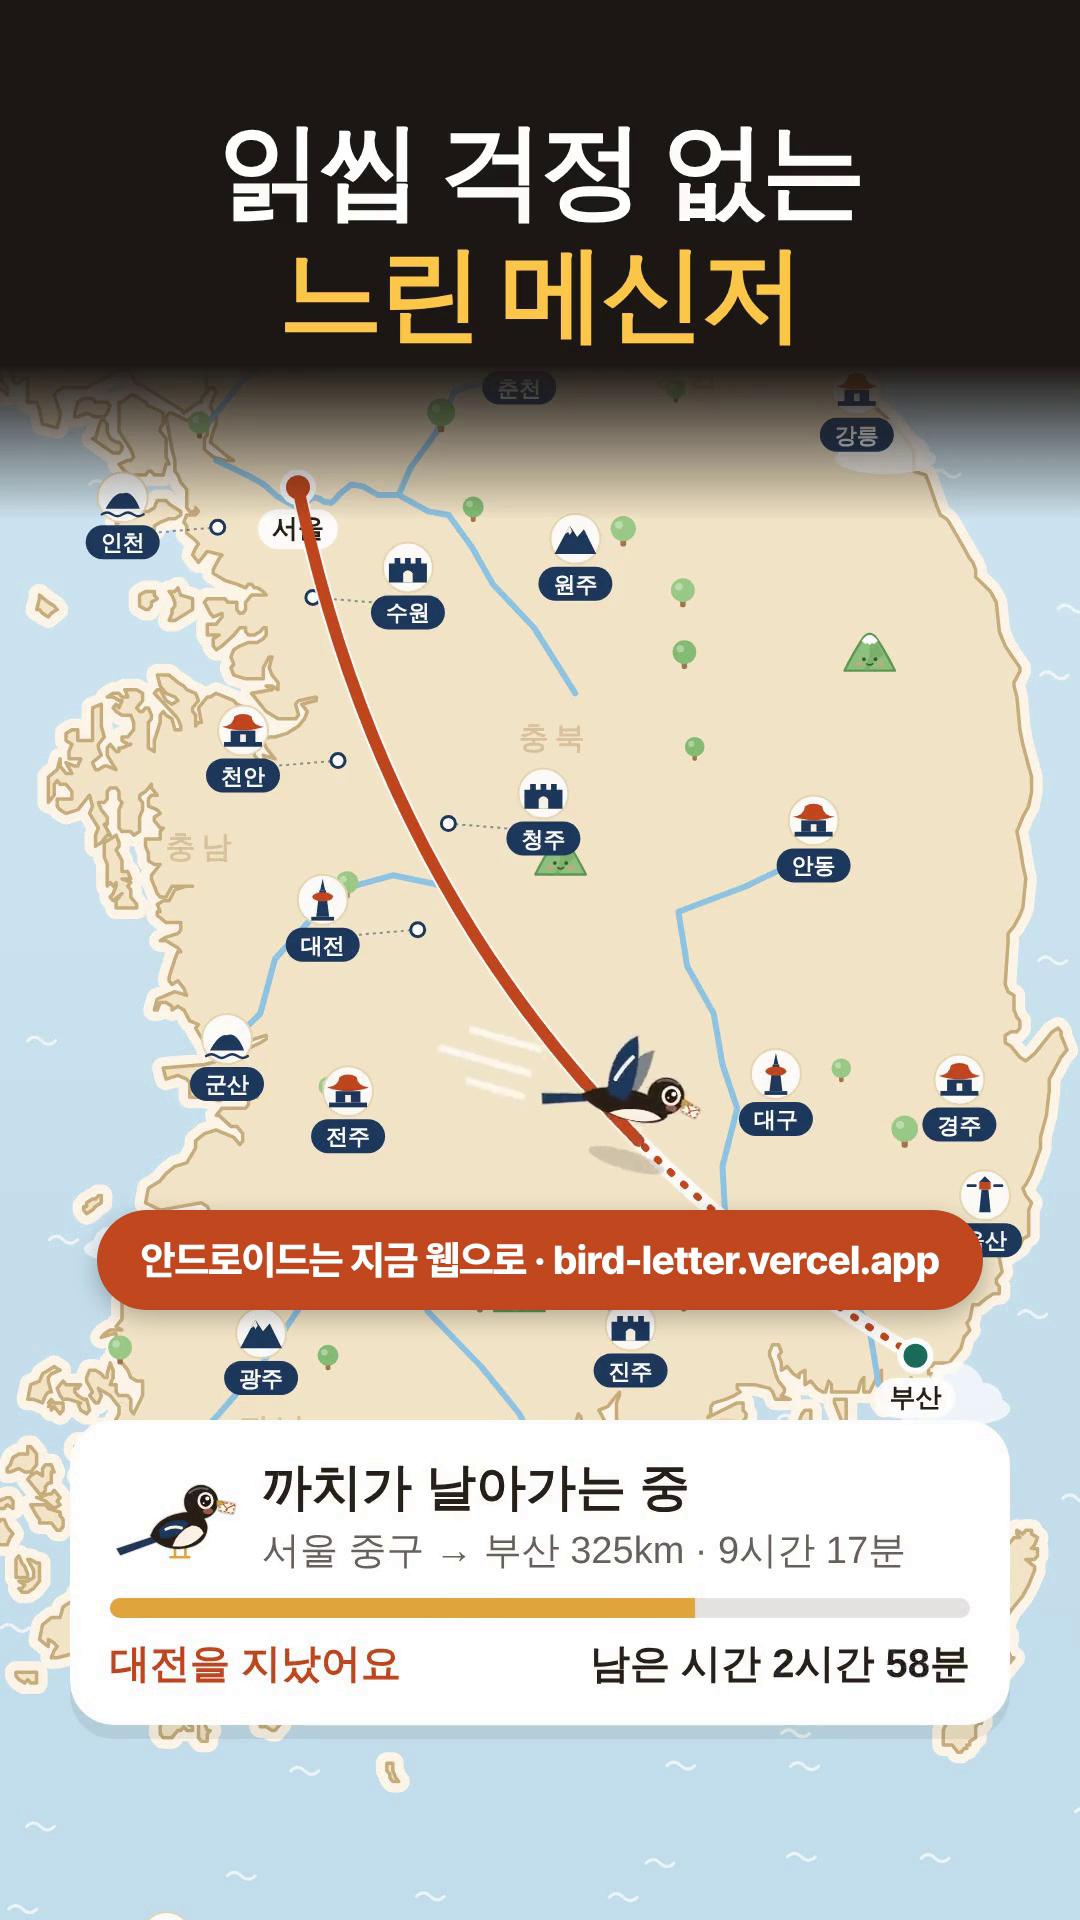 읽씹 걱정 없는
느린 메신저
춘천
강릉
인천
서울
수원
원주
충북
천안
청주
충남
안동
대전
군산
전주
대구
경주
안드로이드는 지금 웹으로 · bird-letter.vercel.app
광주
진주
부산
까치가 날아가는 중
서울 중구 → 부산 325km · 9시간 17분
대전을 지났어요
남은 시간 2시간 58분